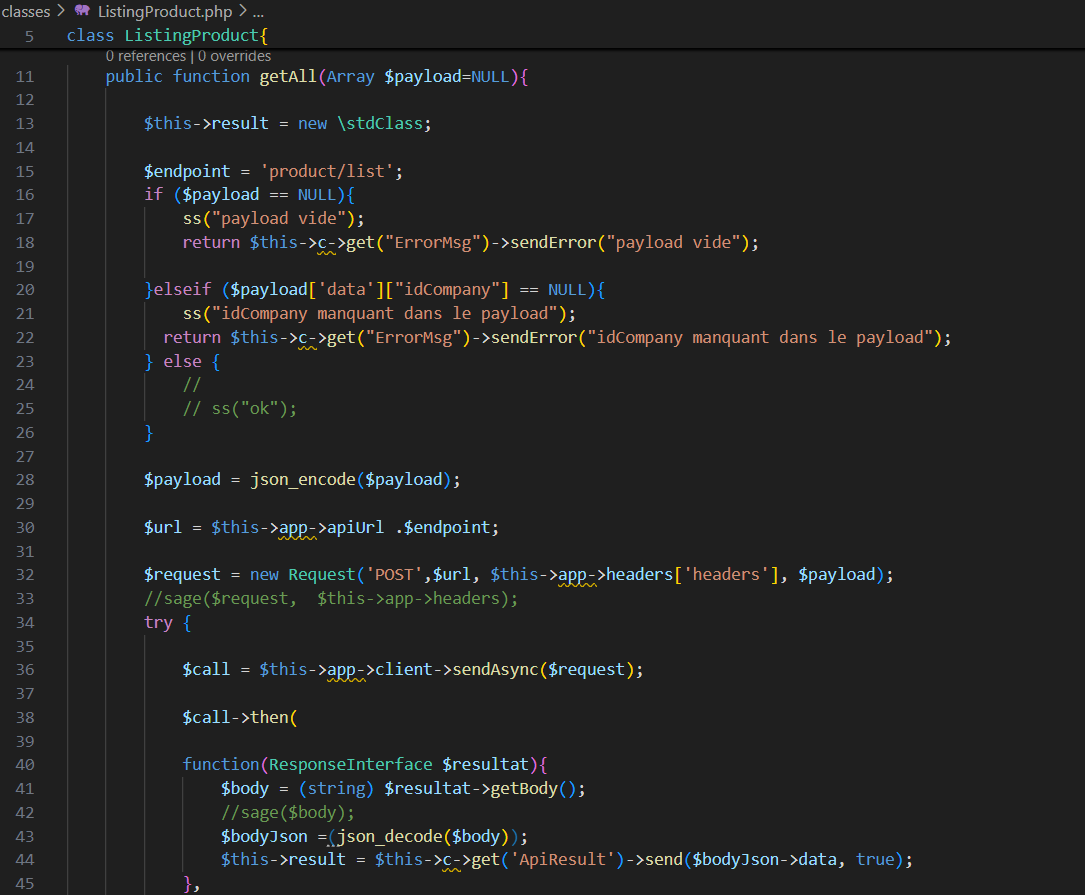 classes > ListingProduct.php > ...
5 class ListingProduct{
0 references | 0 overrides
11 public function getAll(Array $payload=NULL){
12
13 $this->result = new \stdClass;
14
15 $endpoint = 'product/list';
16 if ($payload == NULL){
17 ss("payload vide");
18 return $this->c->get("ErrorMsg")->sendError("payload vide");
19
20 }elseif ($payload['data']["idCompany"] == NULL){
21 ss("idCompany manquant dans le payload");
22 return $this->c->get("ErrorMsg")->sendError("idCompany manquant dans le payload");
23 } else {
24 //
25 // ss("ok");
26 }
27
28 $payload = json_encode($payload);
29
30 $url = $this->app->apiUrl .$endpoint;
31
32 $request = new Request('POST',$url, $this->app->headers['headers'], $payload);
33 //sage($request,  $this->app->headers);
34 try {
35
36 $call = $this->app->client->sendAsync($request);
37
38 $call->then(
39
40 function(ResponseInterface $resultat){
41 $body = (string) $resultat->getBody();
42 //sage($body);
43 $bodyJson =(json_decode($body));
44 $this->result = $this->c->get('ApiResult')->send($bodyJson->data, true);
45 },